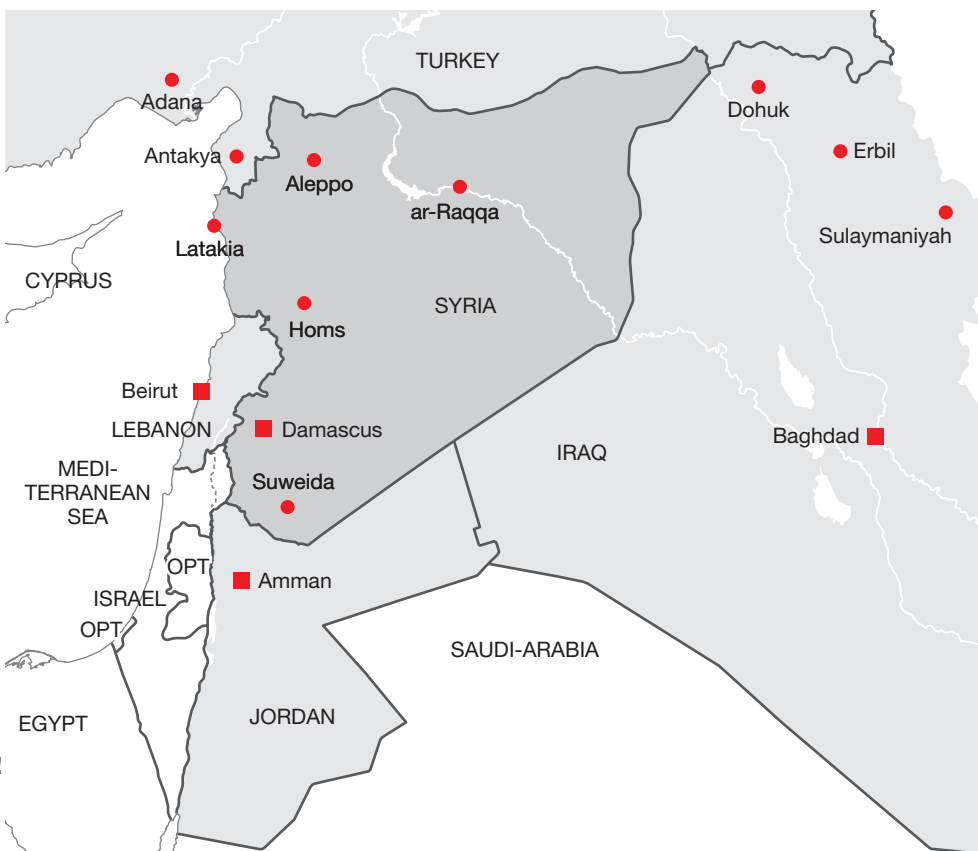 TURKEY
Adana
Dohuk
Antakya
Erbil
Aleppo
ar-Raqqa
Sulaymaniyah
Latakia
CYPRUS
SYRIA
Homs
Beirut
LEBANON
Damascus
Baghdad
IRAQ
MEDI-
TERRANEAN
SEA
Suweida
OPT
Amman
ISRAEL
OPT
SAUDI-ARABIA
EGYPT
JORDAN